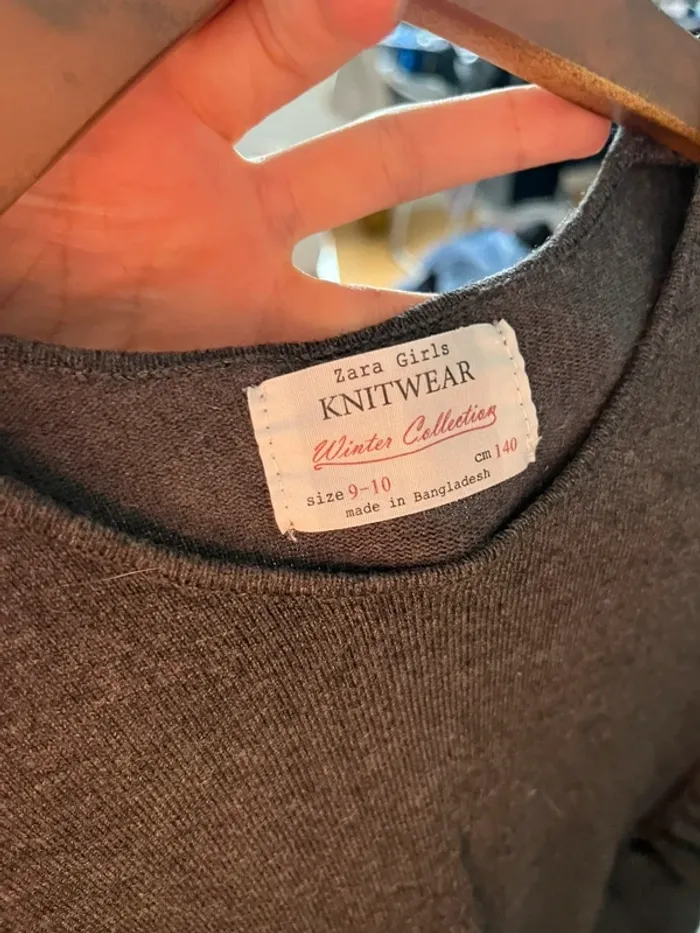 Zara Girls
KNITWEAR
Winter Collection
size 9-10 cm 140
made in Bangladesh